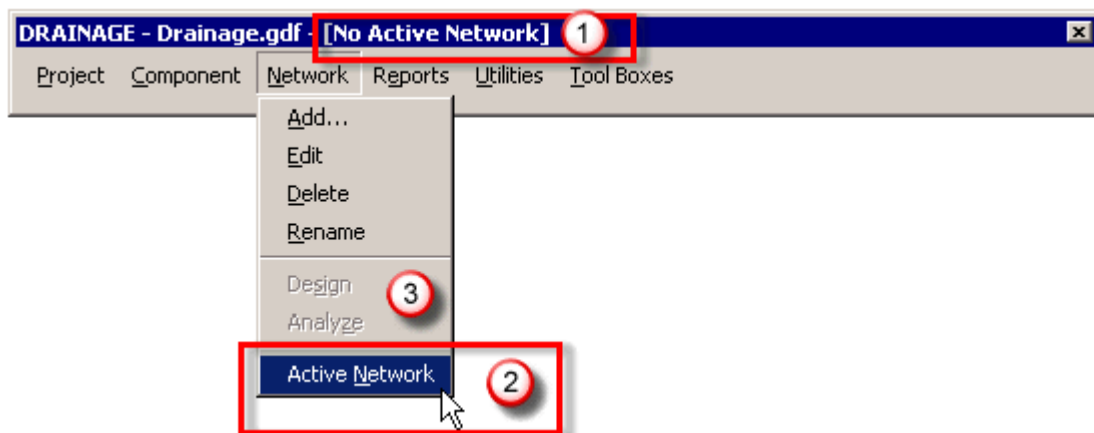 DRAINAGE - Drainage.gdf - [No Active Network] 1
Project Component Network Reports Utilities Tool Boxes
Add...
Edit
Delete
Rename
Design
3
Analyze
Active Network
2